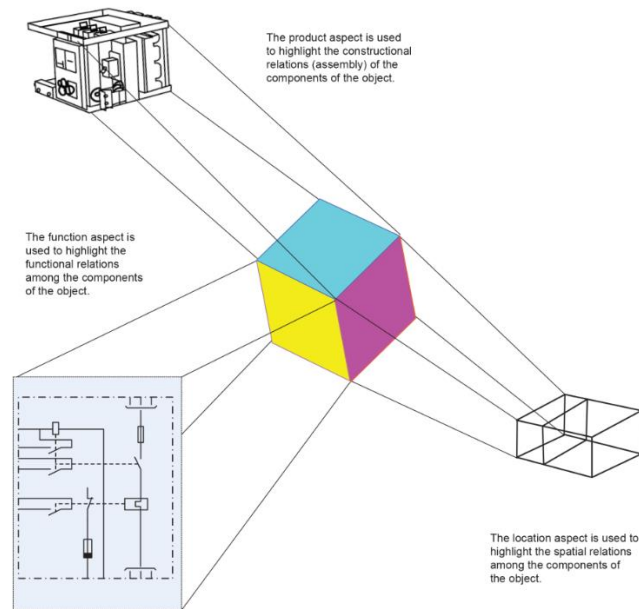 The product aspect is used
to highlight the constructional
relations (assembly) of the
components of the object.
The function aspect is
used to highlight the
functional relations
among the components
of the object.
The location aspect is used to
highlight the spatial relations
among the components of
the object.